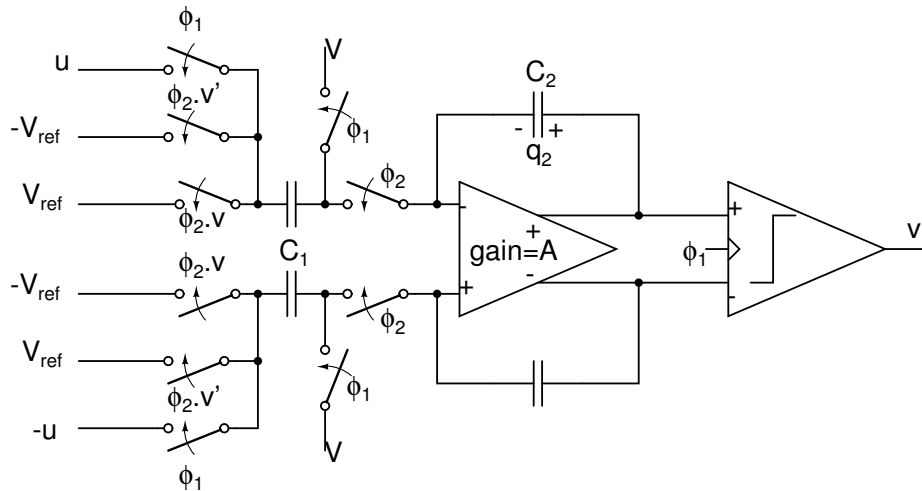 ϕ1
u
V
C2
ϕ2.v'
-Vref
ϕ1
- +
q2
ϕ2
Vref
-
+
ϕ2.v
+
gain=A
ϕ1
v
C1
ϕ2.v
-
-Vref
+
-
ϕ2
Vref
ϕ2.v'
ϕ1
-u
V
ϕ1